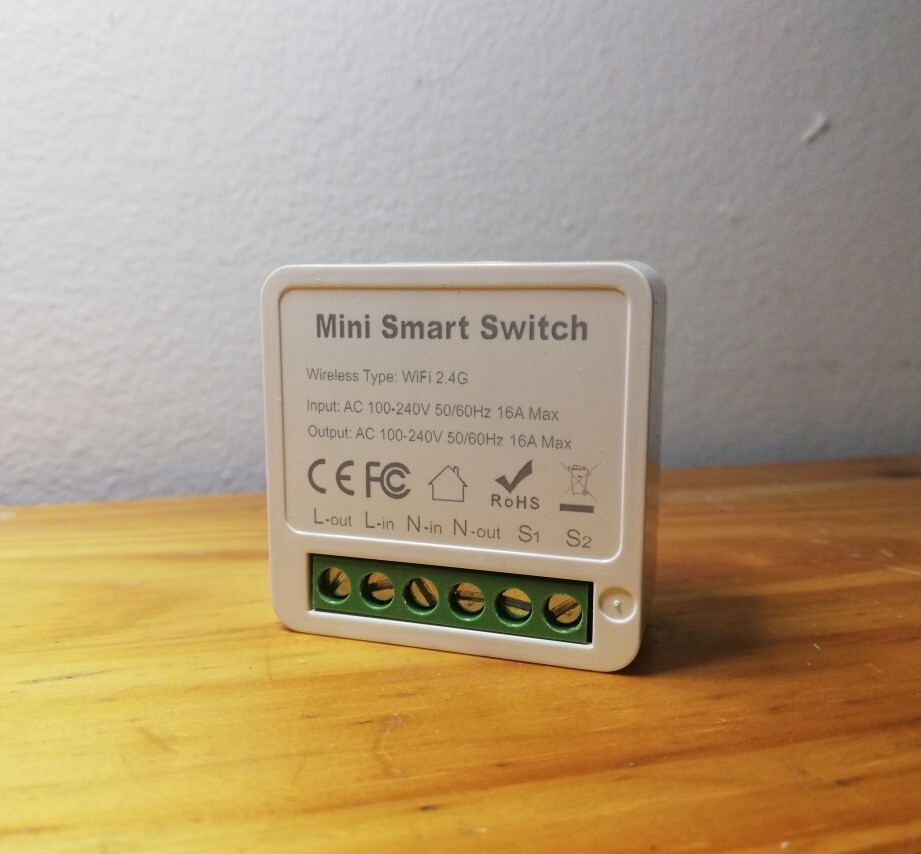 Mini Smart Switch
Wireless Type: WiFi 2.4G
Input: AC 100-240V 50/60Hz 16A Max
Output: AC 100-240V 50/60Hz 16A Max
CE FC RoHS
L-out L-in N-in N-out S1 S2